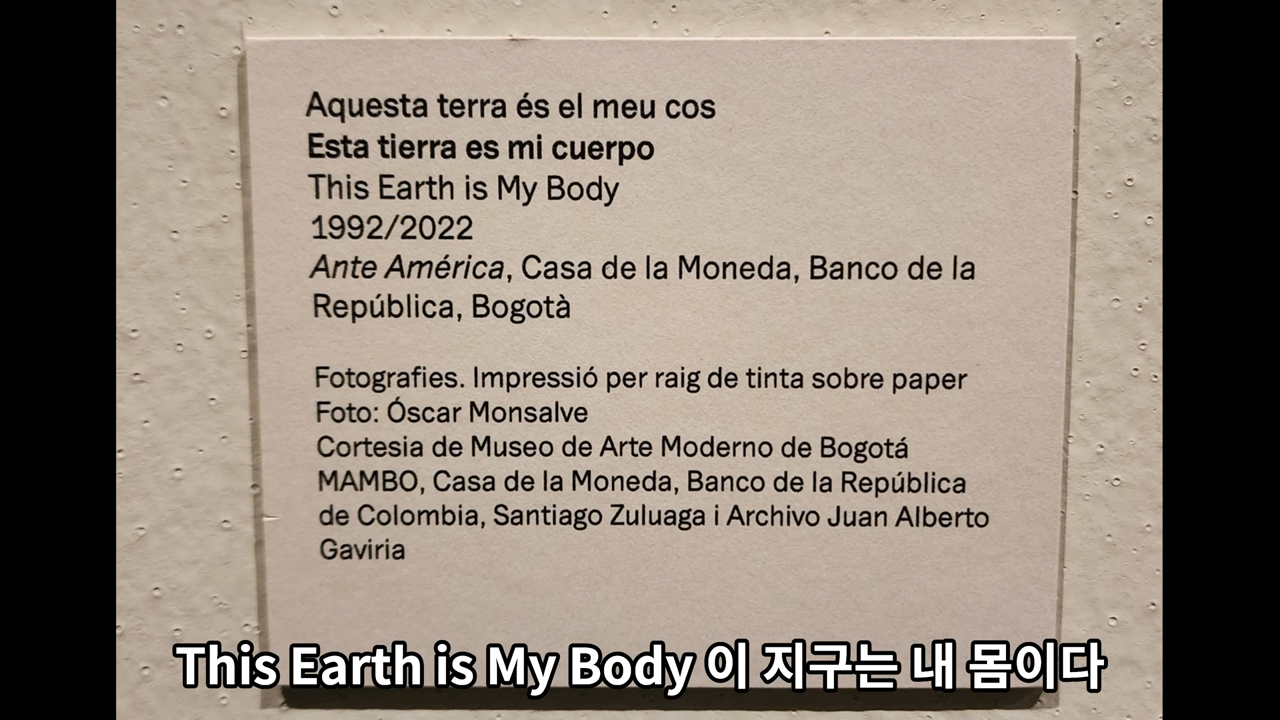 Aquesta terra és el meu cos
Esta tierra es mi cuerpo
This Earth is My Body
1992/2022
Ante América, Casa de la Moneda, Banco de la
República, Bogotà
Fotografies. Impressió per raig de tinta sobre paper
Foto: Óscar Monsalve
Cortesia de Museo de Arte Moderno de Bogotá
MAMBO, Casa de la Moneda, Banco de la República
de Colombia, Santiago Zuluaga i Archivo Juan Alberto
Gaviria
This Earth is My Body 이 지구는 내 몸이다